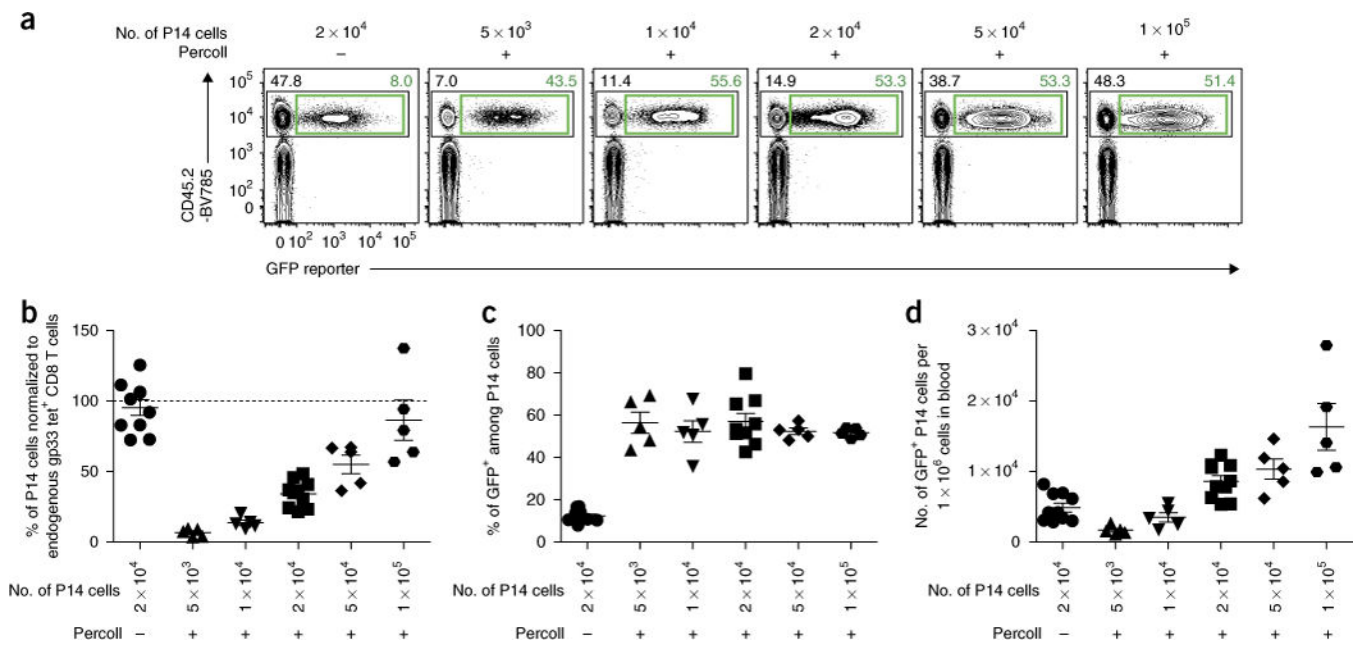 a
No. of P14 cells 2 × 10⁴ 5 × 10³ 1 × 10⁴ 2 × 10⁴ 5 × 10⁴ 1 × 10⁵
Percoll – + + + + +
47.8 8.0 7.0 43.5 11.4 55.6 14.9 53.3 38.7 53.3 48.3 51.4
10⁵
10⁴
10³
10²
0
CD45.2
-BV785
0 10² 10³ 10⁴ 10⁵
GFP reporter
b
% of P14 cells normalized to
endogenous gp33 tet⁺ CD8 T cells
150
100
50
0
No. of P14 cells 2 × 10⁴ 5 × 10³ 1 × 10⁴ 2 × 10⁴ 5 × 10⁴ 1 × 10⁵
Percoll – + + + + +
c
% of GFP⁺ among P14 cells
100
80
60
40
20
0
No. of P14 cells 2 × 10⁴ 5 × 10³ 1 × 10⁴ 2 × 10⁴ 5 × 10⁴ 1 × 10⁵
Percoll – + + + + +
d
No. of GFP⁺ P14 cells per
1 × 10⁶ cells in blood
3 × 10⁴
2 × 10⁴
1 × 10⁴
0
No. of P14 cells 2 × 10⁴ 5 × 10³ 1 × 10⁴ 2 × 10⁴ 5 × 10⁴ 1 × 10⁵
Percoll – + + + + +